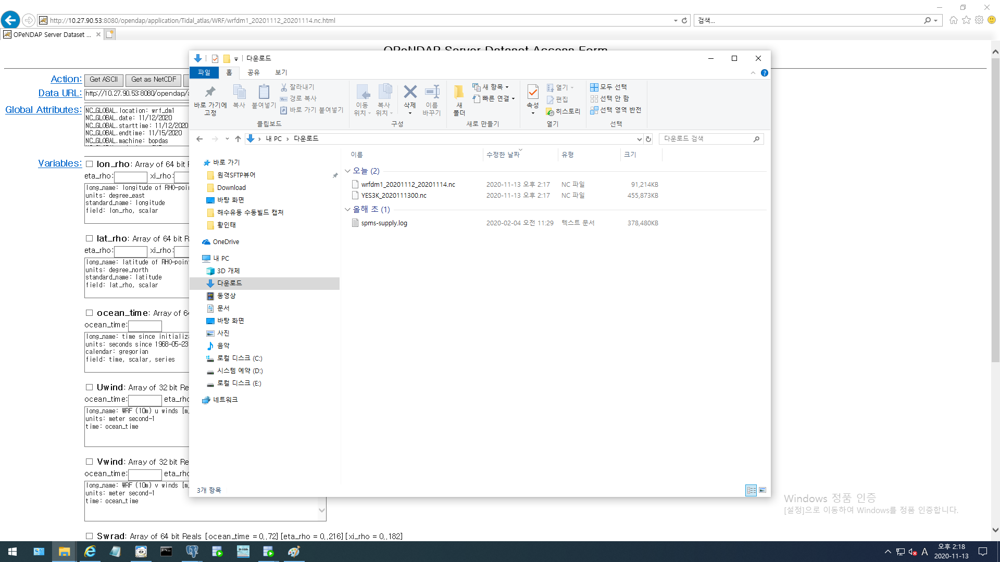 http://10.27.90.53:8080/opendap/application/Tidal_atlas/WRF/wrfdm1_20201112_20201114.nc.html
검색...
OPeNDAP Server Dataset ...
OPeNDAP Server Dataset Access Form
Action: Get ASCII Get as NetCDF
Data URL: http://10.27.90.53:8080/opendap/
Global Attributes: NC_GLOBAL.location: wrf_dm1
NC_GLOBAL.date: 11/12/2020
NC_GLOBAL.starttime: 11/12/2020
NC_GLOBAL.endtime: 11/15/2020
NC_GLOBAL.machine: bopdas
Variables: lon_rho: Array of 64 bit R
eta_rho: xi_rho:
long_name: longitude of RHO-poin
units: degree_east
standard_name: longitude
field: lon_rho, scalar
lat_rho: Array of 64 bit R
eta_rho: xi_rho:
long_name: latitude of RHO-point
units: degree_north
standard_name: latitude
field: lat_rho, scalar
ocean_time: Array of 64
ocean_time:
long_name: time since initializa
units: seconds since 1968-05-23
calendar: gregorian
field: time, scalar, series
Uwind: Array of 32 bit Re
ocean_time: eta_rho
long_name: WRF (10m) u winds [m
units: meter second-1
time: ocean_time
Vwind: Array of 32 bit Re
ocean_time: eta_rho
long_name: WRF (10m) v winds [m
units: meter second-1
time: ocean_time
Swrad: Array of 64 bit Reals [ocean_time = 0..72][eta_rho = 0..216][xi_rho = 0..182]
다운로드
파일 홈 공유 보기
바로 가기에 고정
복사
붙여넣기
잘라내기
경로 복사
바로 가기 붙여넣기
클립보드
이동 위치
복사 위치
삭제
이름 바꾸기
구성
새 폴더
새 항목
빠른 연결
새로 만들기
속성
열기
편집
히스토리
열기
모두 선택
선택 안 함
선택 영역 반전
선택
내 PC › 다운로드
다운로드 검색
바로 가기
원격SFTP뷰어
Download
바탕 화면
해수유동 수동빌드 캡처
황인태
OneDrive
내 PC
3D 개체
다운로드
동영상
문서
바탕 화면
사진
음악
로컬 디스크 (C:)
시스템 예약 (D:)
로컬 디스크 (E:)
네트워크
이름 수정한 날짜 유형 크기
오늘 (2)
wrfdm1_20201112_20201114.nc 2020-11-13 오후 2:17 NC 파일 91,214KB
YES3K_2020111300.nc 2020-11-13 오후 2:17 NC 파일 455,873KB
올해 초 (1)
spms-supply.log 2020-02-04 오전 11:29 텍스트 문서 378,480KB
3개 항목
Windows 정품 인증
[설정]으로 이동하여 Windows를 정품 인증합니다.
S-100
A
오후 2:18
2020-11-13